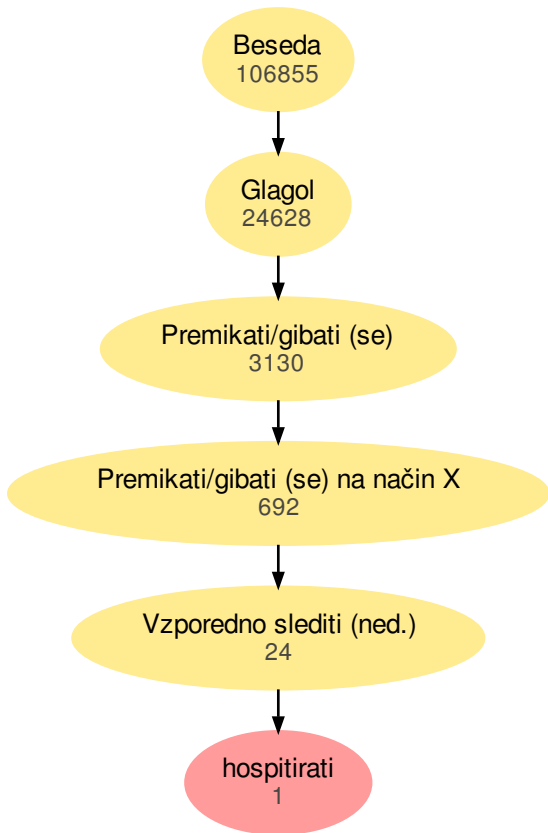 Beseda
106855
Glagol
24628
Premikati/gibati (se)
3130
Premikati/gibati (se) na način X
692
Vzporedno slediti (ned.)
24
hospitirati
1